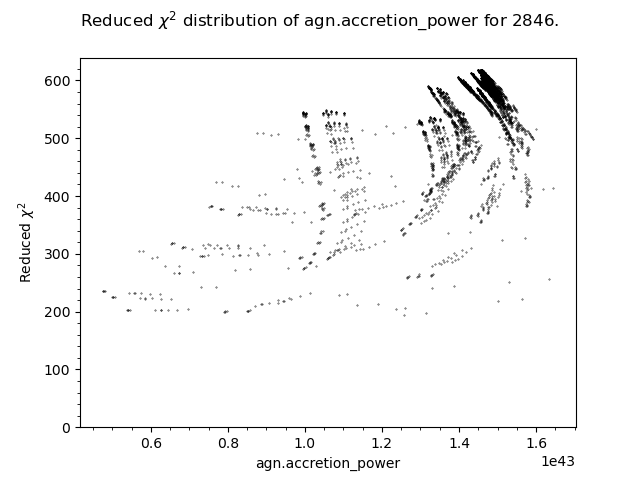 Reduced χ² distribution of agn.accretion_power for 2846.
600
500
400
300
200
100
0
Reduced χ²
0.6 0.8 1.0 1.2 1.4 1.6
1e43
agn.accretion_power